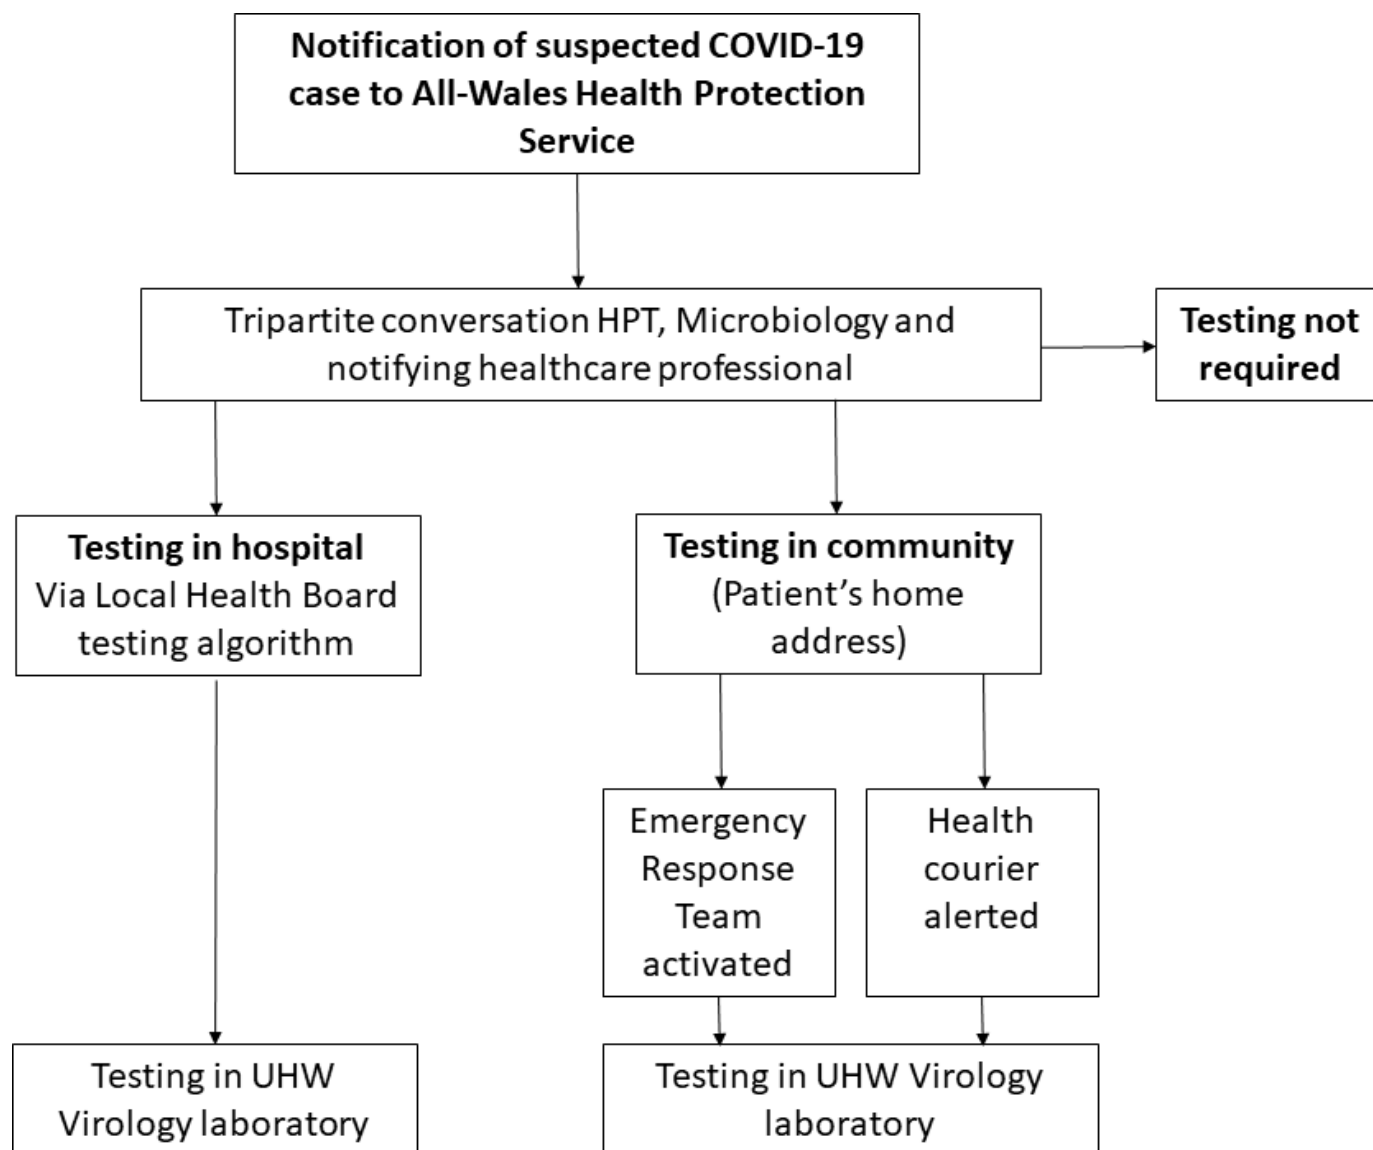 Notification of suspected COVID-19
case to All-Wales Health Protection
Service
Tripartite conversation HPT, Microbiology and
notifying healthcare professional
Testing not
required
Testing in hospital
Via Local Health Board
testing algorithm
Testing in community
(Patient’s home
address)
Emergency
Response
Team
activated
Health
courier
alerted
Testing in UHW
Virology laboratory
Testing in UHW Virology
laboratory